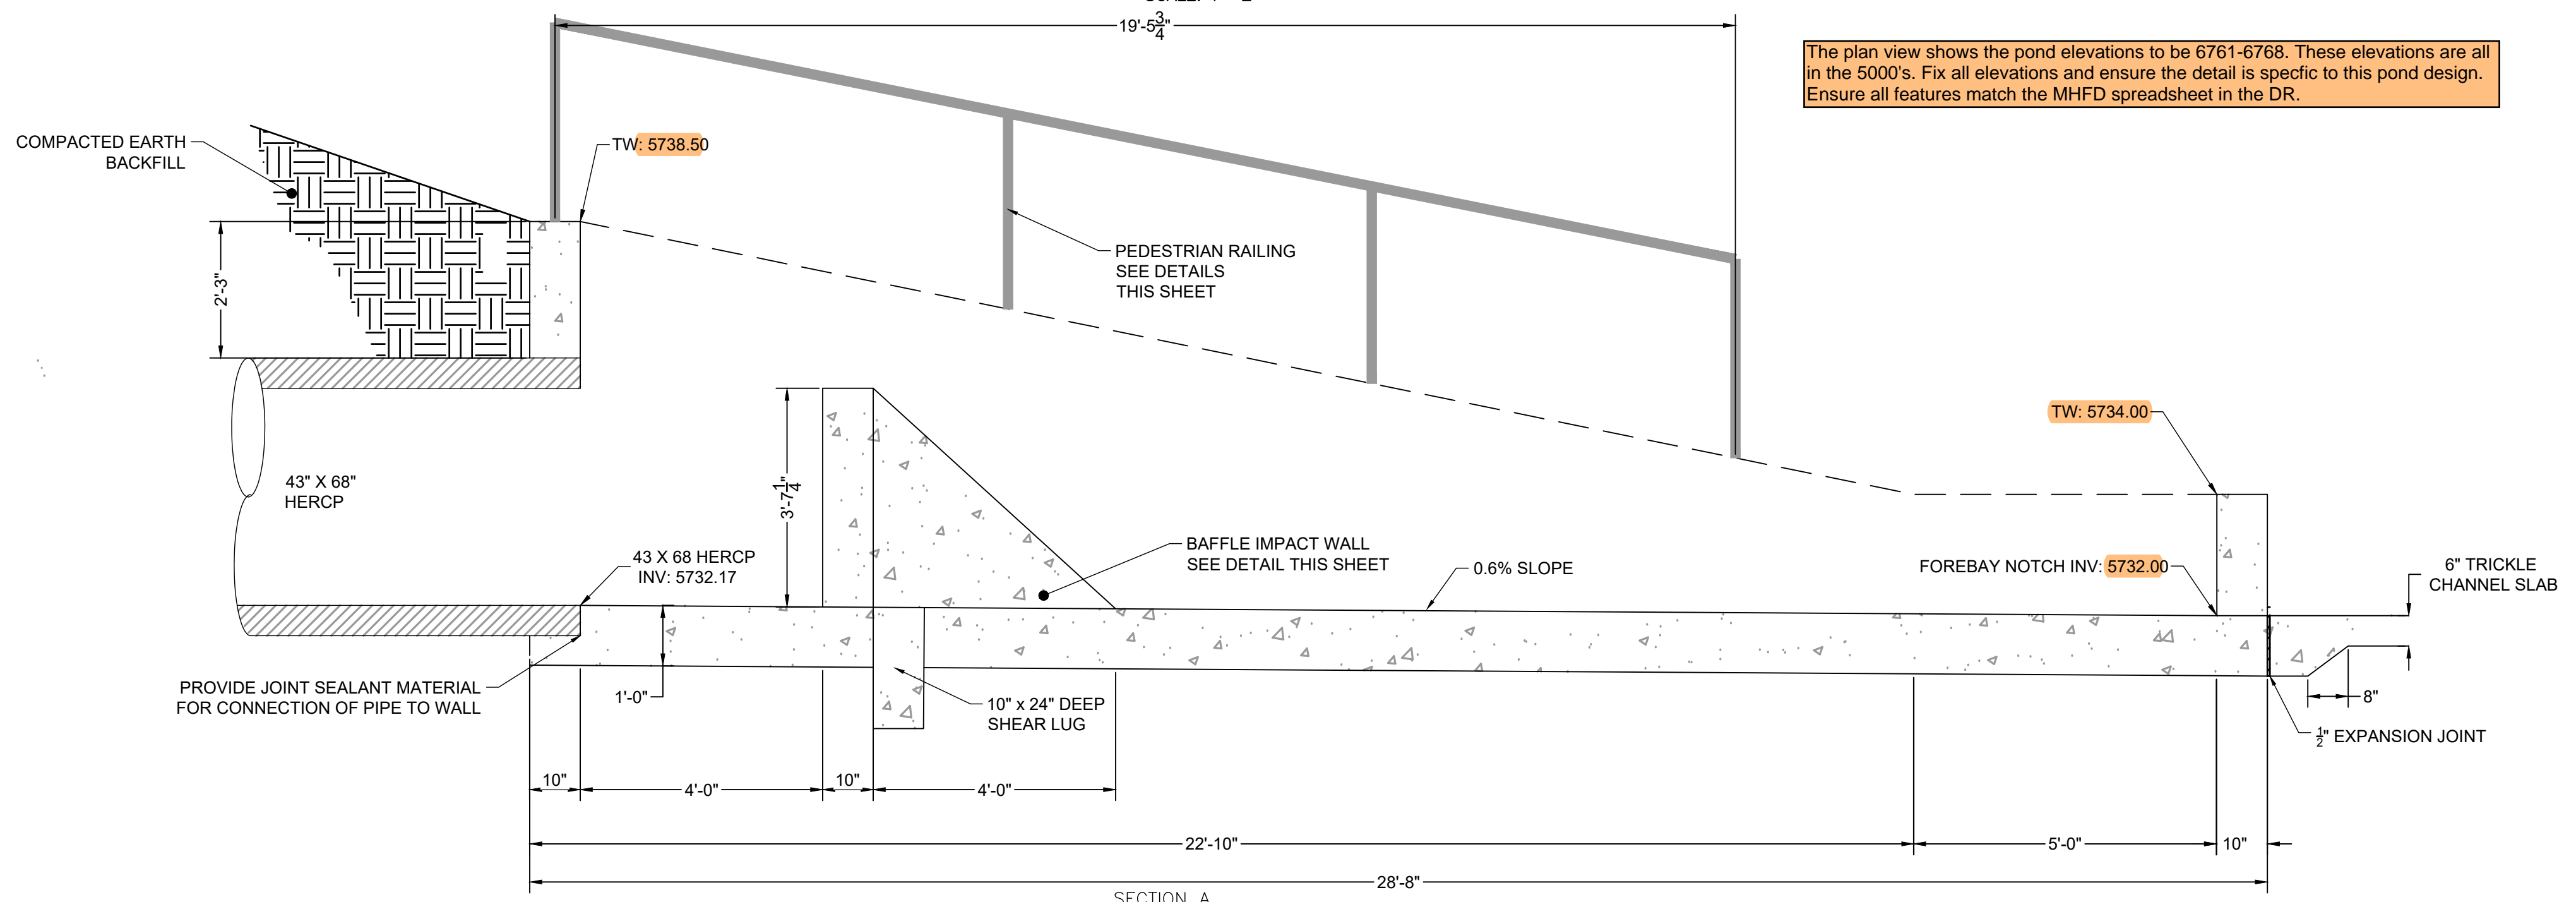 19'-5 3/4"
The plan view shows the pond elevations to be 6761-6768. These elevations are all
in the 5000's. Fix all elevations and ensure the detail is specfic to this pond design.
Ensure all features match the MHFD spreadsheet in the DR.
COMPACTED EARTH
BACKFILL
TW: 5738.50
PEDESTRIAN RAILING
SEE DETAILS
THIS SHEET
2'-3"
TW: 5734.00
43" X 68"
HERCP
3'-7 1/4"
43 X 68 HERCP
INV: 5732.17
BAFFLE IMPACT WALL
SEE DETAIL THIS SHEET
0.6% SLOPE
FOREBAY NOTCH INV: 5732.00
6" TRICKLE
CHANNEL SLAB
PROVIDE JOINT SEALANT MATERIAL
FOR CONNECTION OF PIPE TO WALL
1'-0"
10" x 24" DEEP
SHEAR LUG
8"
1/2" EXPANSION JOINT
10"
4'-0"
10"
4'-0"
22'-10"
5'-0"
10"
28'-8"
SECTION A